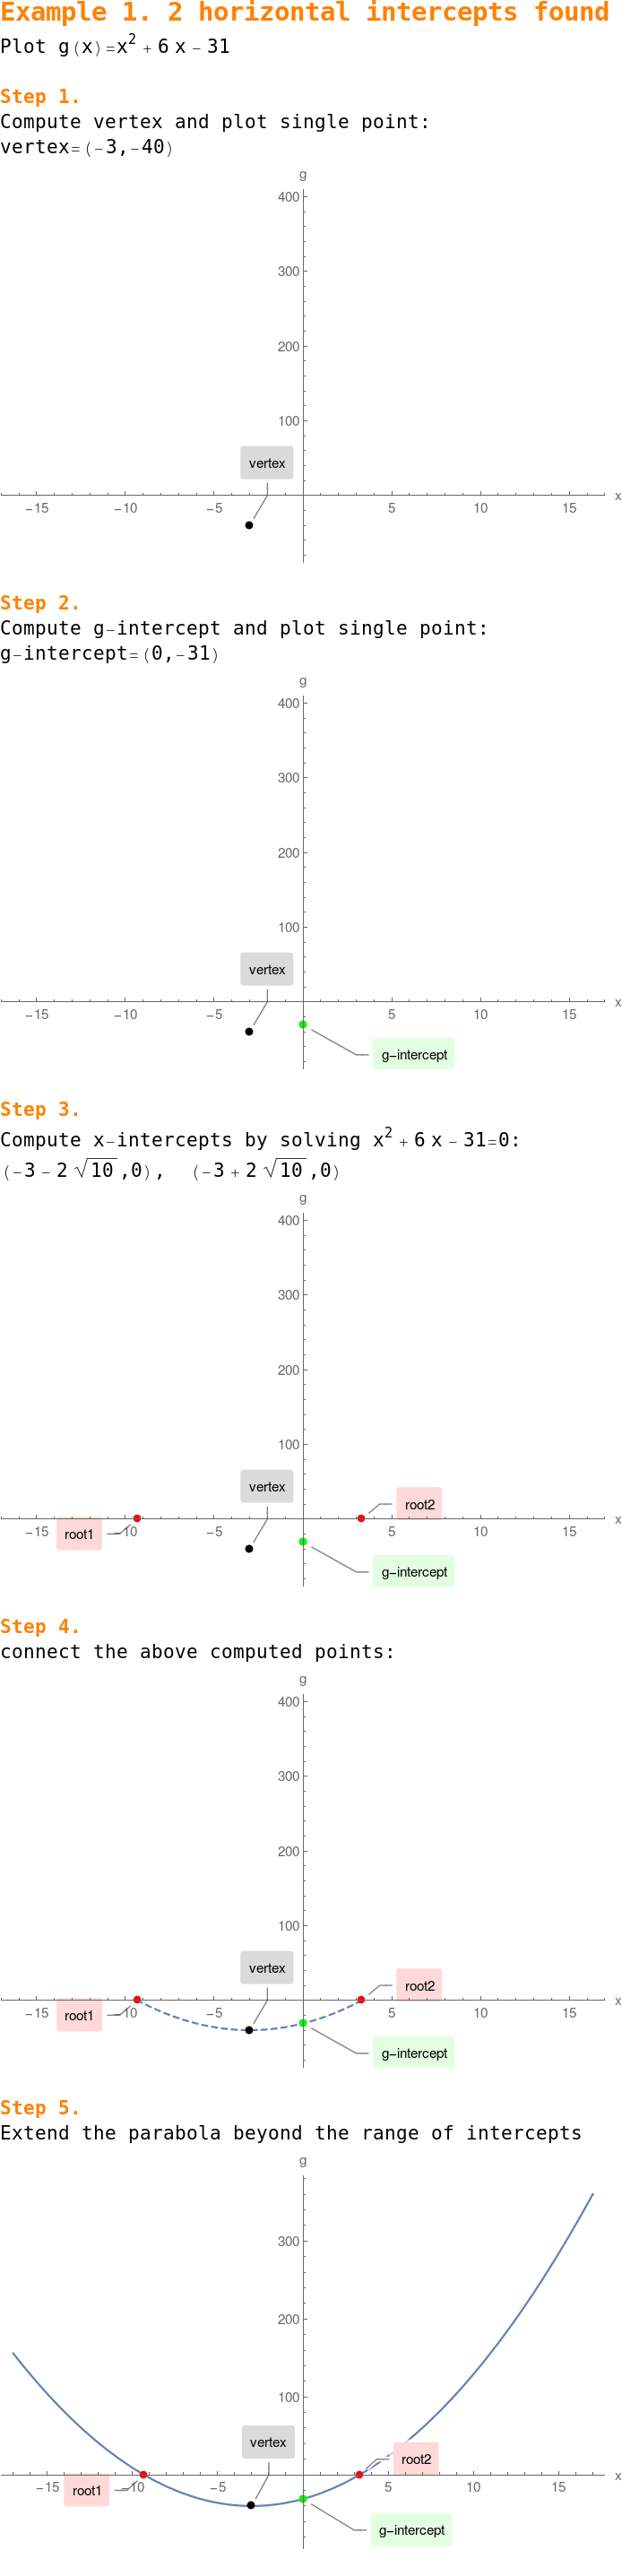 Example 1. 2 horizontal intercepts found
Plot g(x)=x² + 6 x − 31
Step 1.
Compute vertex and plot single point:
vertex=(−3,−40)
g
400
300
200
100
vertex
x
−15 −10 −5 5 10 15
Step 2.
Compute g−intercept and plot single point:
g−intercept=(0,−31)
g
400
300
200
100
vertex
x
−15 −10 −5 5 10 15
g−intercept
Step 3.
Compute x−intercepts by solving x² + 6 x − 31=0:
(−3 − 2 √10 ,0), (−3 + 2 √10 ,0)
g
400
300
200
100
vertex
root2
x
−15 −10 −5 5 10 15
root1
g−intercept
Step 4.
connect the above computed points:
g
400
300
200
100
vertex
root2
x
−15 −10 −5 5 10 15
root1
g−intercept
Step 5.
Extend the parabola beyond the range of intercepts
g
300
200
100
vertex
root2
x
−15 −10 −5 5 10 15
root1
g−intercept